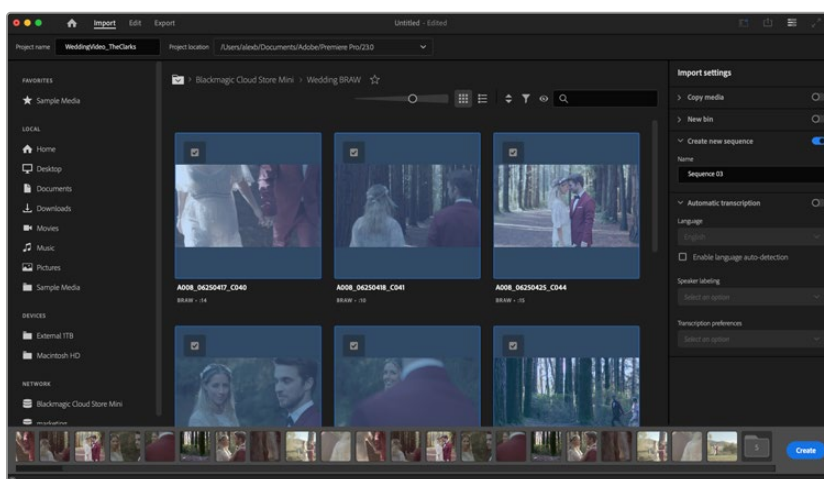 Import Edit Export Untitled - Edited
Project name WeddingVideo_TheClarks Project location /Users/alexb/Documents/Adobe/Premiere Pro/23.0
FAVORITES
Sample Media
LOCAL
Home
Desktop
Documents
Downloads
Movies
Music
Pictures
Sample Media
DEVICES
External 1TB
Macintosh HD
NETWORK
Blackmagic Cloud Store Mini
marketing
> Blackmagic Cloud Store Mini > Wedding BRAW
A008_06250417_C040
BRAW - :14
A008_06250418_C041
BRAW - :10
A008_06250425_C044
BRAW - :15
Import settings
Copy media
New bin
Create new sequence
Name
Sequence 03
Automatic transcription
Language
English
Enable language auto-detection
Speaker labeling
Select an option
Transcription preferences
Select an option
5
Create